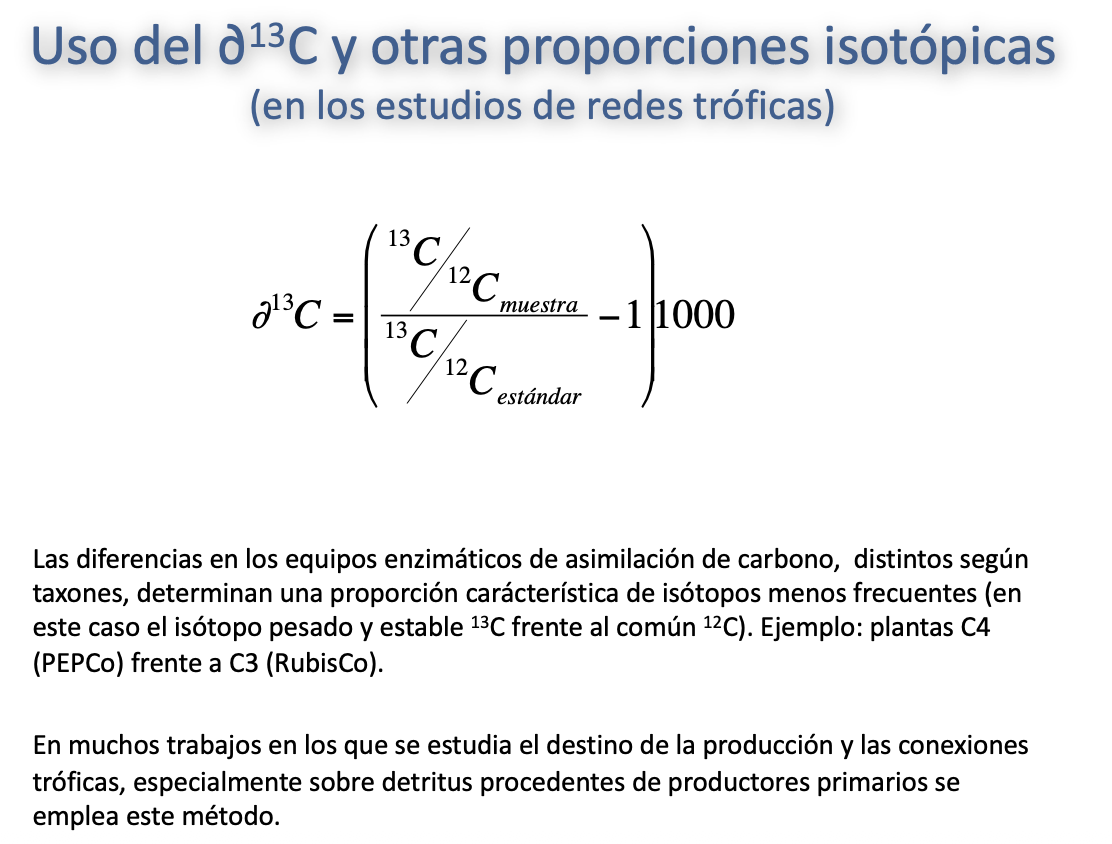 Uso del ∂¹³C y otras proporciones isotópicas
(en los estudios de redes tróficas)
∂¹³C = ( (¹³C/¹²C muestra) / (¹³C/¹²C estándar) − 1 ) 1000
Las diferencias en los equipos enzimáticos de asimilación de carbono,  distintos según
taxones, determinan una proporción carácterística de isótopos menos frecuentes (en
este caso el isótopo pesado y estable ¹³C frente al común ¹²C). Ejemplo: plantas C4
(PEPCo) frente a C3 (RubisCo).
En muchos trabajos en los que se estudia el destino de la producción y las conexiones
tróficas, especialmente sobre detritus procedentes de productores primarios se
emplea este método.